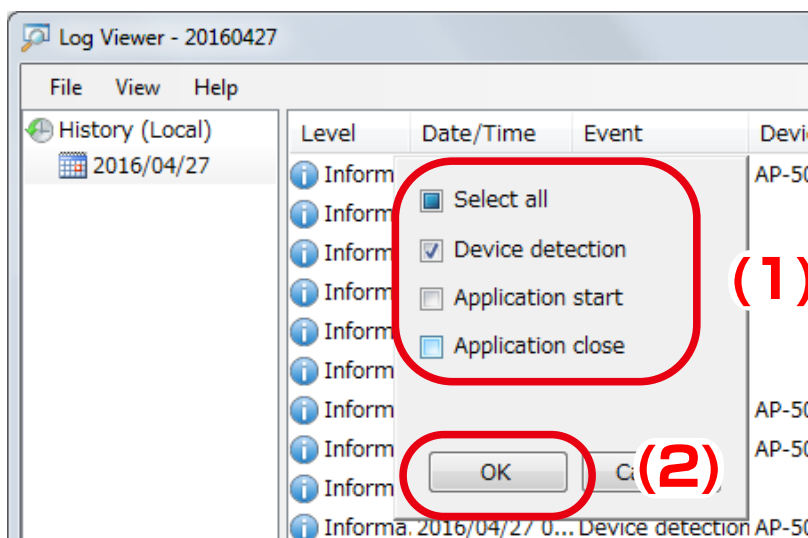 Log Viewer - 20160427
File View Help
History (Local)
2016/04/27
Level Date/Time Event Devi
Inform AP-50
Inform
Inform
Inform
Inform
Inform
Inform AP-50
Inform AP-50
Inform
Informa. 2016/04/27 0... Device detection AP-50
Select all
Device detection
Application start
Application close
(1)
OK Ca
(2)